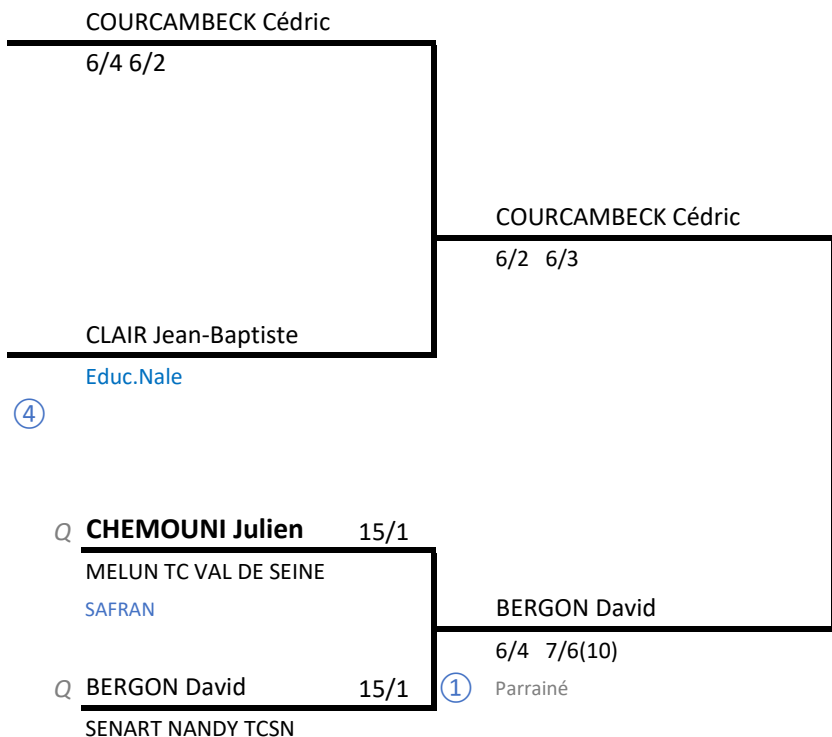 COURCAMBECK Cédric
6/4 6/2
COURCAMBECK Cédric
6/2 6/3
CLAIR Jean-Baptiste
Educ.Nale
④
Q CHEMOUNI Julien 15/1
MELUN TC VAL DE SEINE
SAFRAN
BERGON David
6/4 7/6(10)
Q BERGON David 15/1
① Parrainé
SENART NANDY TCSN